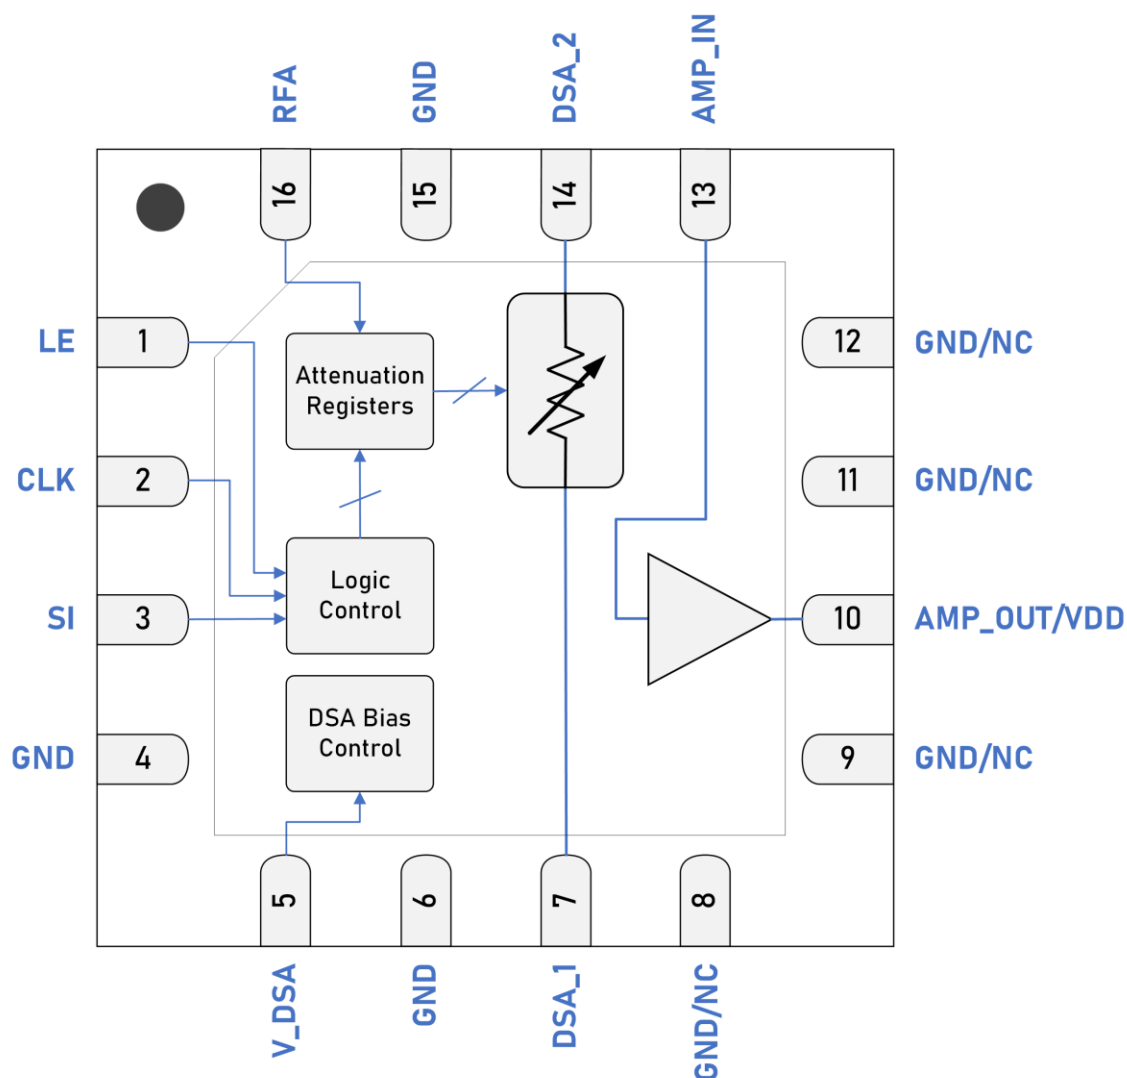 RFA
GND
DSA_2
AMP_IN
16
15
14
13
LE
1
Attenuation
Registers
12
GND/NC
CLK
2
11
GND/NC
Logic
Control
SI
3
10
AMP_OUT/VDD
DSA Bias
Control
GND
4
9
GND/NC
5
6
7
8
V_DSA
GND
DSA_1
GND/NC